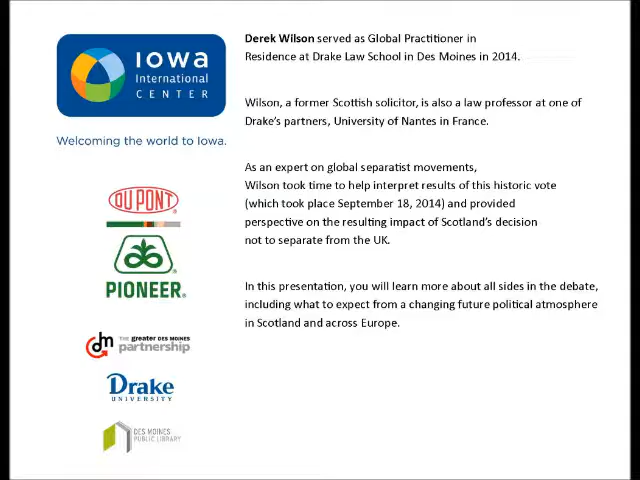 Iowa
International
CENTER
Welcoming the world to Iowa.
DUPONT
PIONEER®
THE greater DES MOINES
partnership
Drake
UNIVERSITY
DES MOINES
PUBLIC LIBRARY
Derek Wilson served as Global Practitioner in
Residence at Drake Law School in Des Moines in 2014.
Wilson, a former Scottish solicitor, is also a law professor at one of
Drake's partners, University of Nantes in France.
As an expert on global separatist movements,
Wilson took time to help interpret results of this historic vote
(which took place September 18, 2014) and provided
perspective on the resulting impact of Scotland's decision
not to separate from the UK.
In this presentation, you will learn more about all sides in the debate,
including what to expect from a changing future political atmosphere
in Scotland and across Europe.